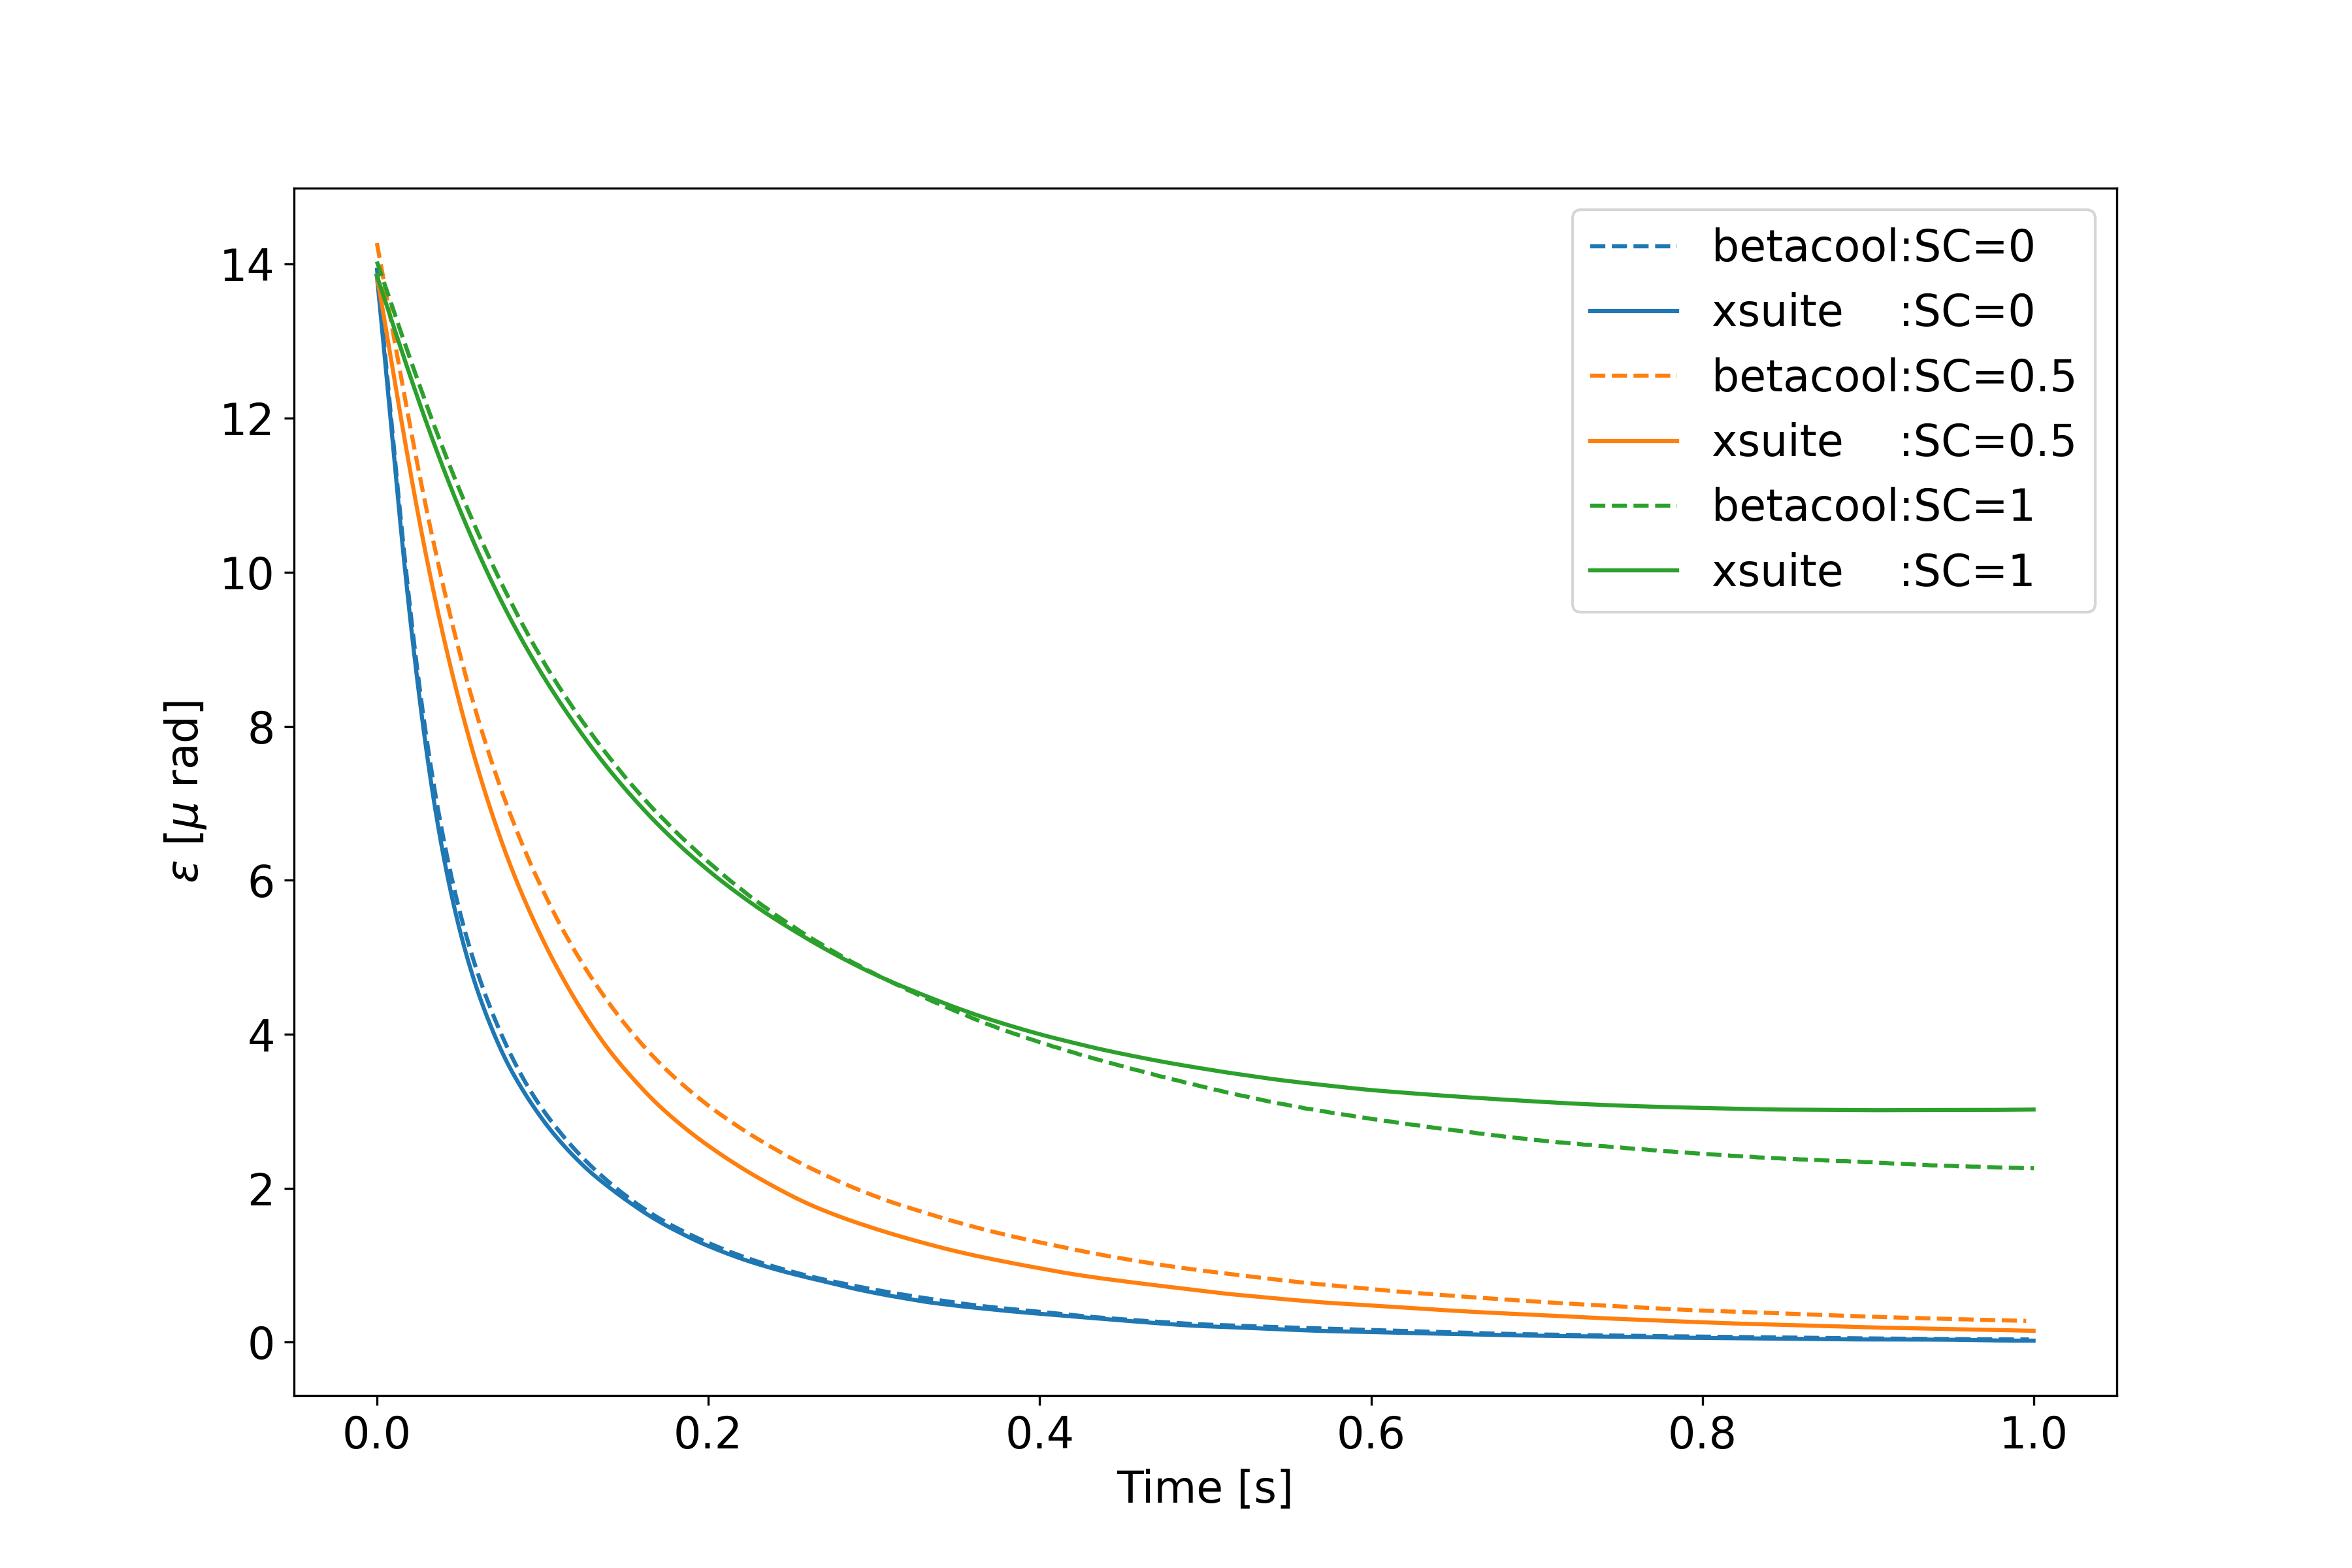 betacool:SC=0
xsuite    :SC=0
betacool:SC=0.5
xsuite    :SC=0.5
betacool:SC=1
xsuite    :SC=1
14
12
10
8
6
4
2
0
ε [μ rad]
0.0 0.2 0.4 0.6 0.8 1.0
Time [s]